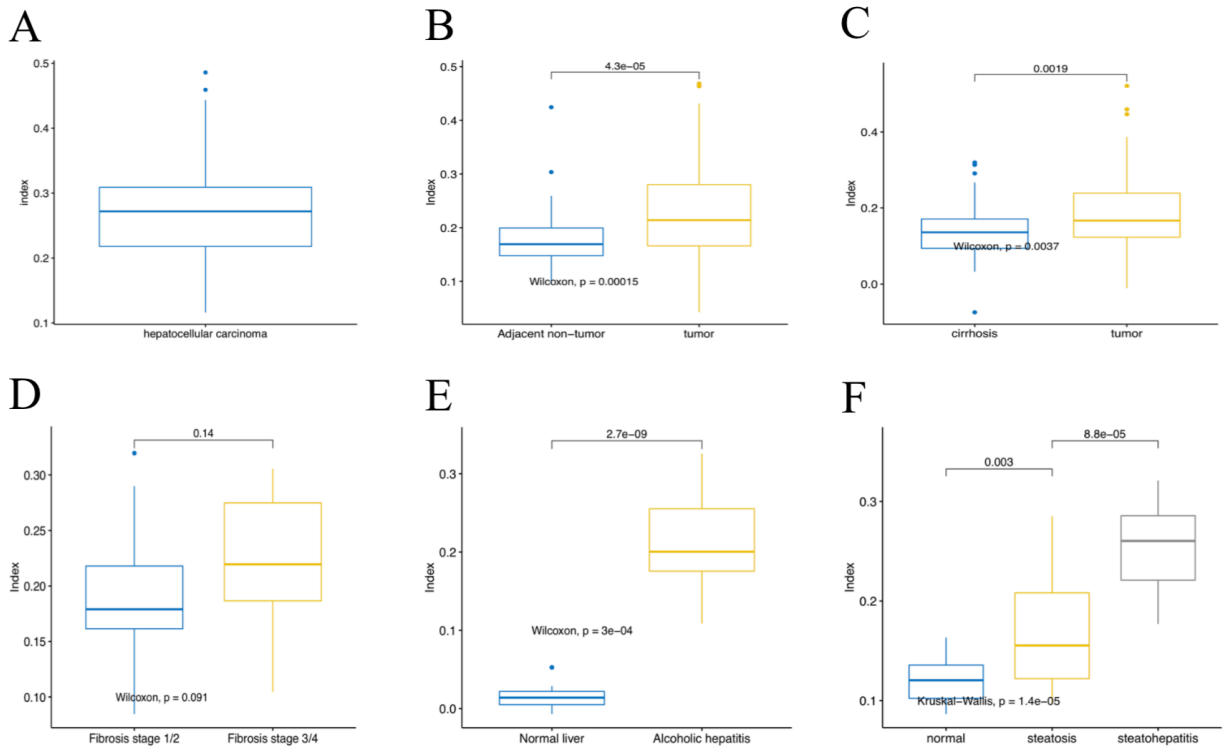 A
0.5
0.4
0.3
0.2
0.1
index
hepatocellular carcinoma
B
4.3e−05
0.5
0.4
0.3
0.2
0.1
Index
Wilcoxon, p = 0.00015
Adjacent non−tumor
tumor
C
0.0019
0.4
0.2
0.0
Index
Wilcoxon, p = 0.0037
cirrhosis
tumor
D
0.14
0.30
0.25
0.20
0.15
0.10
Index
Wilcoxon, p = 0.091
Fibrosis stage 1/2
Fibrosis stage 3/4
E
2.7e−09
0.3
0.2
0.1
0.0
Index
Wilcoxon, p = 3e−04
Normal liver
Alcoholic hepatitis
F
8.8e−05
0.003
0.3
0.2
0.1
Index
Kruskal−Wallis, p = 1.4e−05
normal
steatosis
steatohepatitis